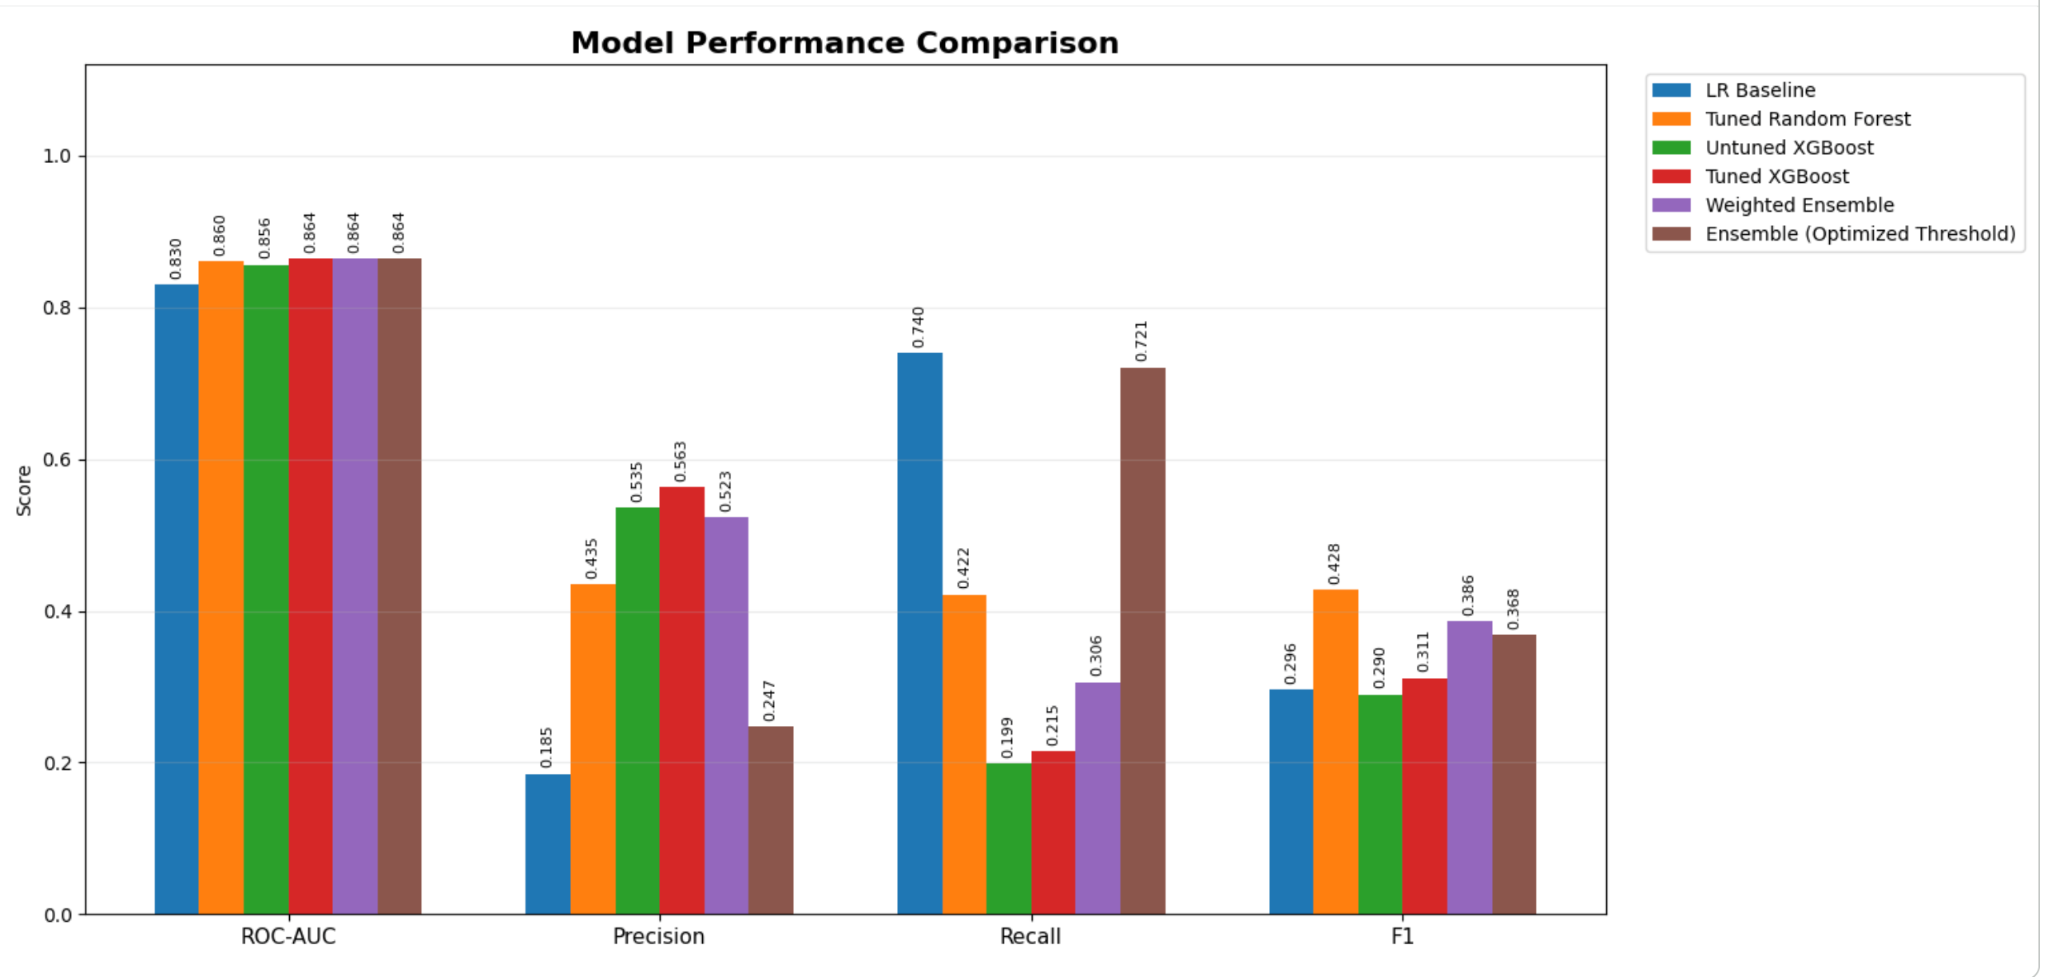 Model Performance Comparison
LR Baseline
Tuned Random Forest
Untuned XGBoost
Tuned XGBoost
Weighted Ensemble
Ensemble (Optimized Threshold)
Score
1.0
0.8
0.6
0.4
0.2
0.0
0.830
0.860
0.856
0.864
0.864
0.864
0.185
0.435
0.535
0.563
0.523
0.247
0.740
0.422
0.199
0.215
0.306
0.721
0.296
0.428
0.290
0.311
0.386
0.368
ROC-AUC
Precision
Recall
F1